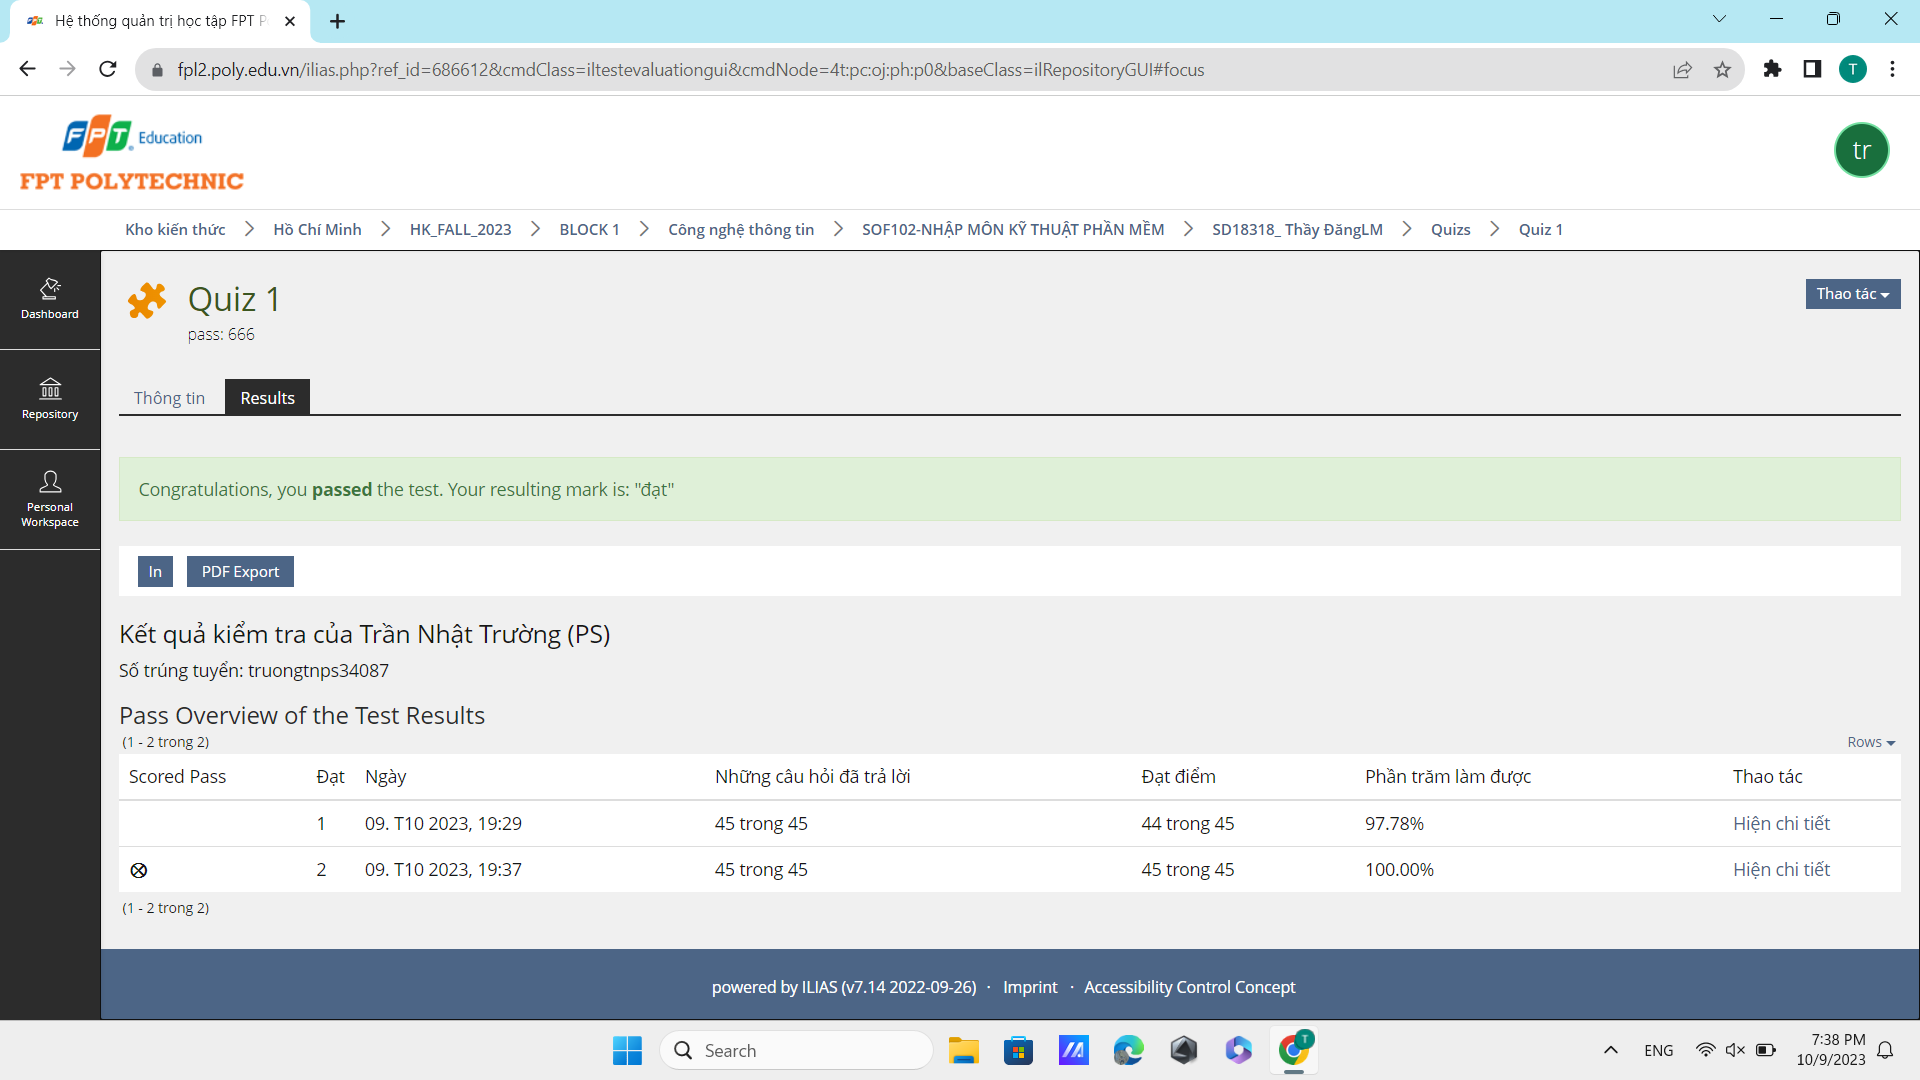 Hệ thống quản trị học tập FPT P
fpl2.poly.edu.vn/ilias.php?ref_id=686612&cmdClass=iltestevaluationgui&cmdNode=4t:pc:oj:ph:p0&baseClass=ilRepositoryGUI#focus
T
FPT Education
FPT POLYTECHNIC
tr
Kho kiến thức > Hồ Chí Minh > HK_FALL_2023 > BLOCK 1 > Công nghệ thông tin > SOF102-NHẬP MÔN KỸ THUẬT PHẦN MỀM > SD18318_ Thầy ĐăngLM > Quizs > Quiz 1
Dashboard
Repository
Personal
Workspace
Quiz 1
pass: 666
Thao tác
Thông tin Results
Congratulations, you passed the test. Your resulting mark is: "đạt"
In PDF Export
Kết quả kiểm tra của Trần Nhật Trường (PS)
Số trúng tuyển: truongtnps34087
Pass Overview of the Test Results
(1 - 2 trong 2) Rows
Scored Pass Đạt Ngày Những câu hỏi đã trả lời Đạt điểm Phần trăm làm được Thao tác
1 09. T10 2023, 19:29 45 trong 45 44 trong 45 97.78% Hiện chi tiết
2 09. T10 2023, 19:37 45 trong 45 45 trong 45 100.00% Hiện chi tiết
(1 - 2 trong 2)
powered by ILIAS (v7.14 2022-09-26) · Imprint · Accessibility Control Concept
Search
T
ENG
7:38 PM
10/9/2023